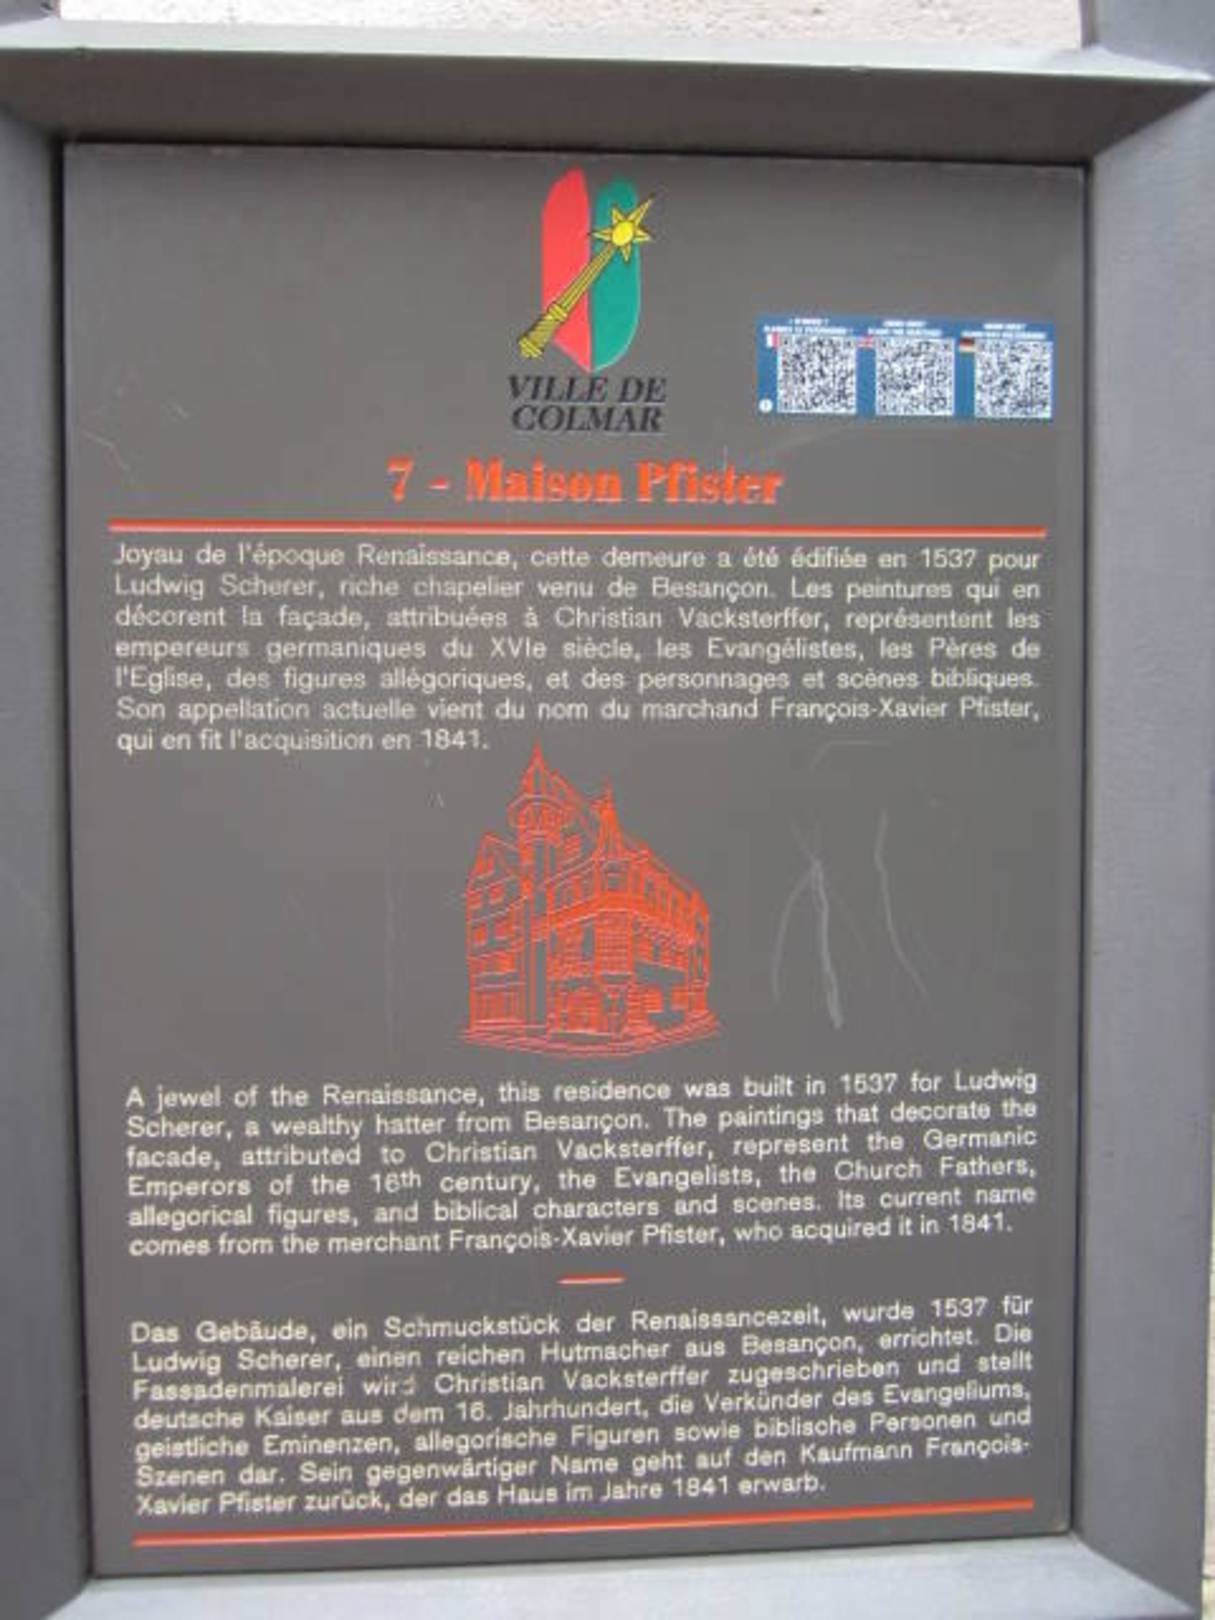 VILLE DE
COLMAR
7 - Maison Pfister
Joyau de l'époque Renaissance, cette demeure a été édifiée en 1537 pour
Ludwig Scherer, riche chapelier venu de Besançon. Les peintures qui en
décorent la façade, attribuées à Christian Vacksterffer, représentent les
empereurs germaniques du XVIe siècle, les Evangélistes, les Pères de
l'Eglise, des figures allégoriques, et des personnages et scènes bibliques.
Son appellation actuelle vient du nom du marchand François-Xavier Pfister,
qui en fit l'acquisition en 1841.
A jewel of the Renaissance, this residence was built in 1537 for Ludwig
Scherer, a wealthy hatter from Besançon. The paintings that decorate the
facade, attributed to Christian Vacksterffer, represent the Germanic
Emperors of the 16th century, the Evangelists, the Church Fathers,
allegorical figures, and biblical characters and scenes. Its current name
comes from the merchant François-Xavier Pfister, who acquired it in 1841.
Das Gebäude, ein Schmuckstück der Renaissancezeit, wurde 1537 für
Ludwig Scherer, einen reichen Hutmacher aus Besançon, errichtet. Die
Fassadenmalerei wird Christian Vacksterffer zugeschrieben und stellt
deutsche Kaiser aus dem 16. Jahrhundert, die Verkünder des Evangeliums,
geistliche Eminenzen, allegorische Figuren sowie biblische Personen und
Szenen dar. Sein gegenwärtiger Name geht auf den Kaufmann François-
Xavier Pfister zurück, der das Haus im Jahre 1841 erwarb.